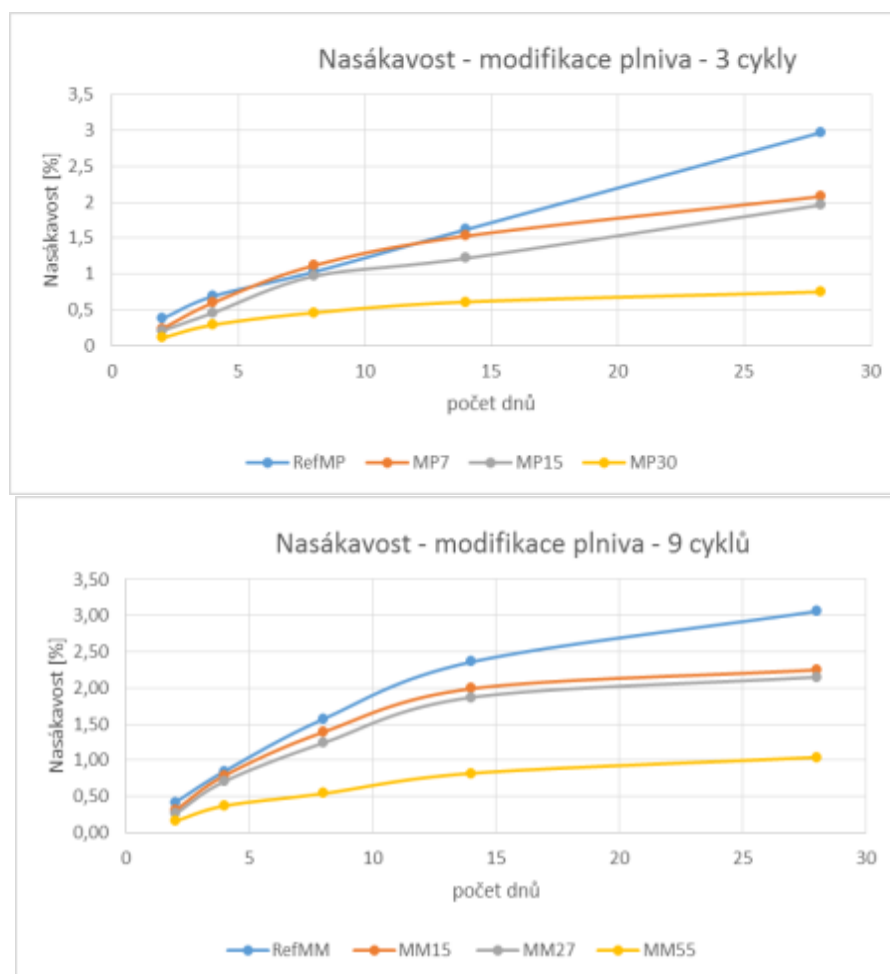 Nasákavost - modifikace plniva - 3 cykly
Nasákavost [%]
3,5
3
2,5
2
1,5
1
0,5
0
0 5 10 15 20 25 30
počet dnů
RefMP MP7 MP15 MP30
Nasákavost - modifikace plniva - 9 cyklů
Nasákavost [%]
3,50
3,00
2,50
2,00
1,50
1,00
0,50
0,00
0 5 10 15 20 25 30
počet dnů
RefMM MM15 MM27 MM55